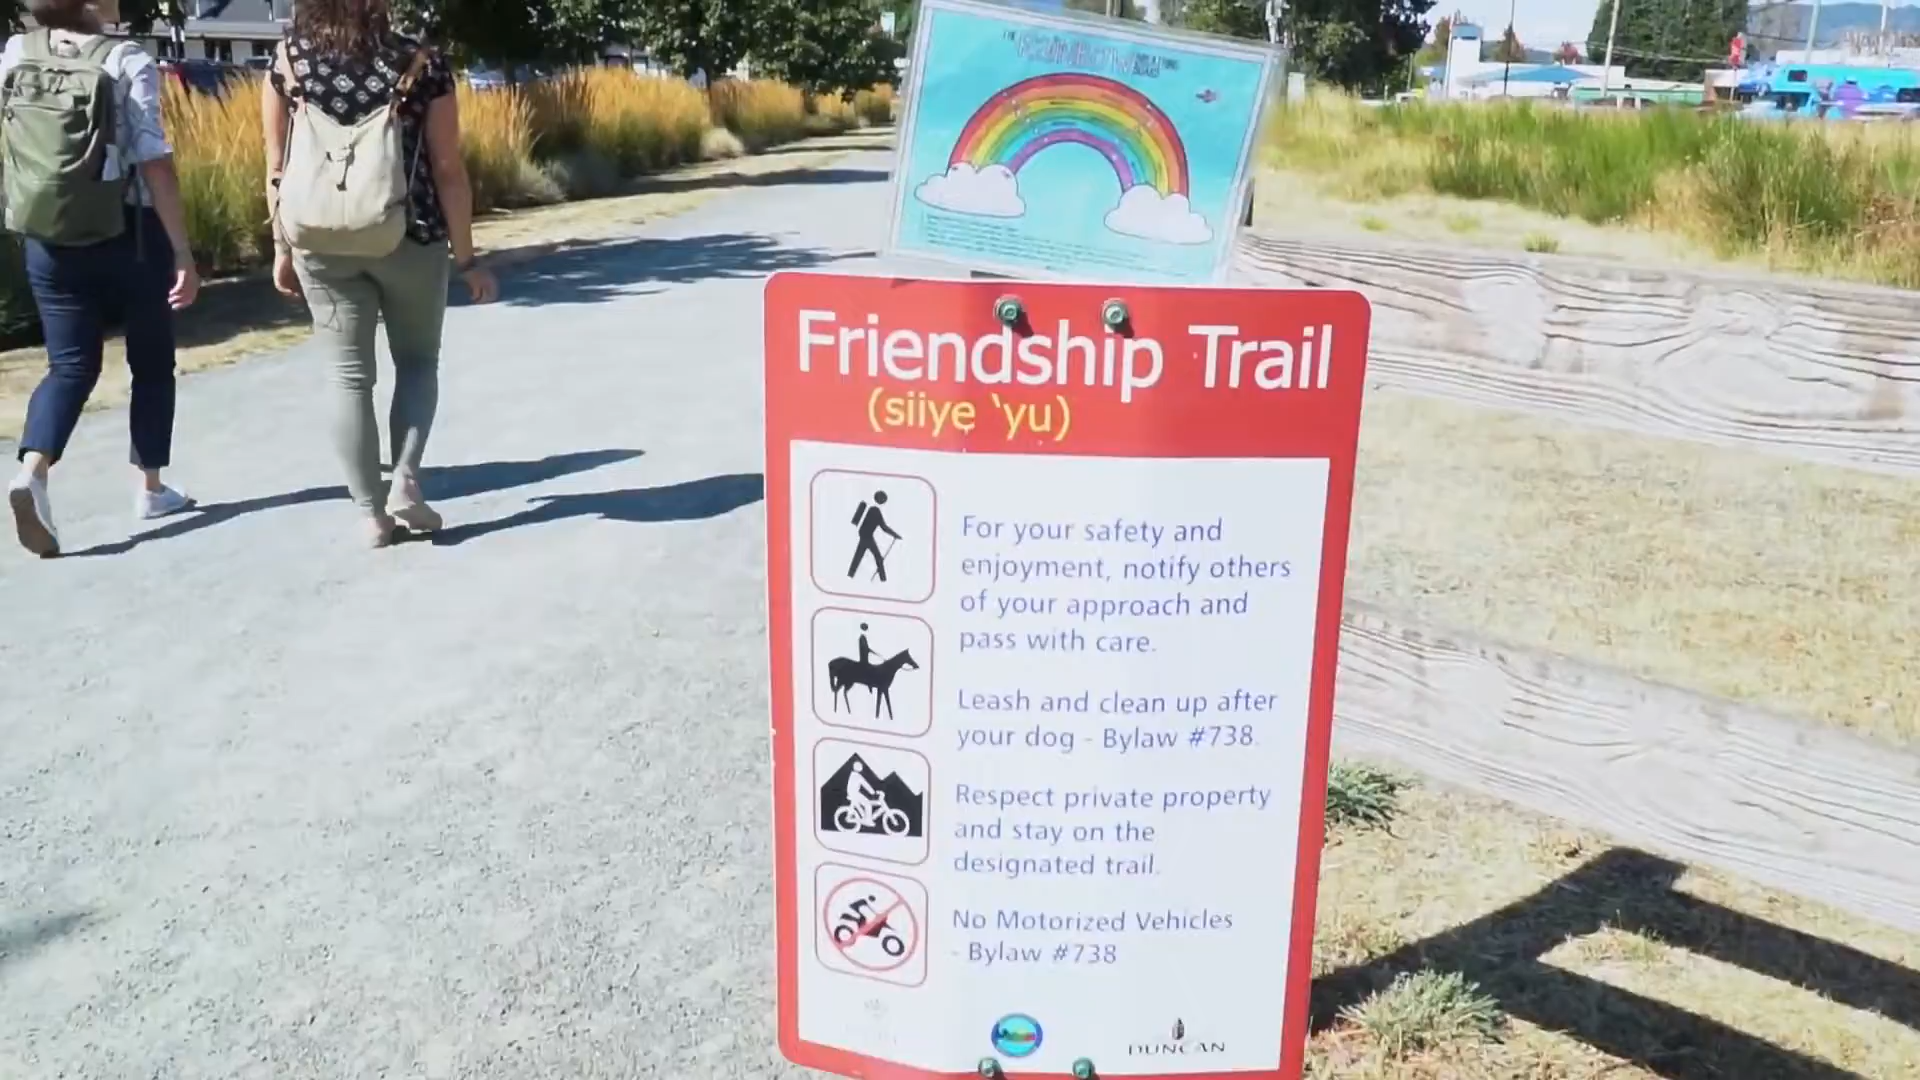 THE
RAINBOW
Friendship Trail
(siiye ‘yu)
For your safety and
enjoyment, notify others
of your approach and
pass with care.
Leash and clean up after
your dog - Bylaw #738.
Respect private property
and stay on the
designated trail.
No Motorized Vehicles
- Bylaw #738
DUNCAN